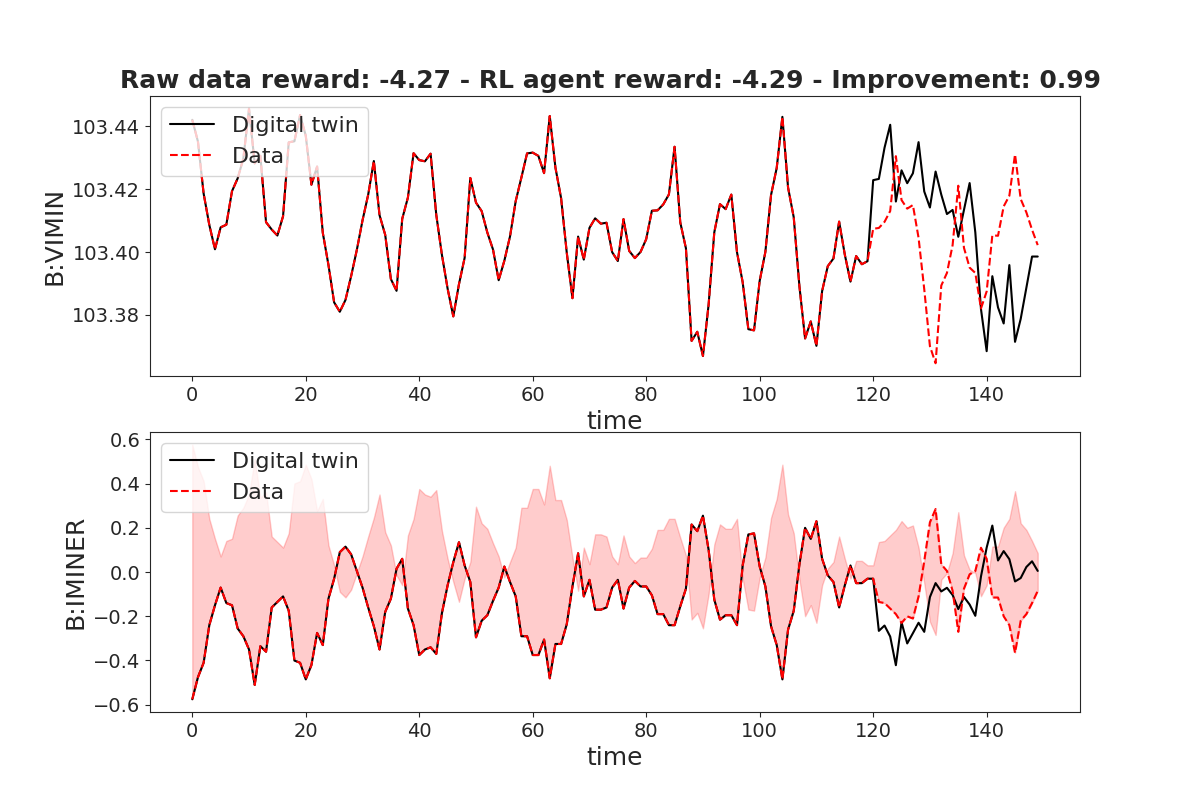 Raw data reward: -4.27 - RL agent reward: -4.29 - Improvement: 0.99
103.44
103.42
103.40
103.38
B:VIMIN
Digital twin
Data
0 20 40 60 80 100 120 140
time
0.6
0.4
0.2
0.0
−0.2
−0.4
−0.6
B:IMINER
Digital twin
Data
0 20 40 60 80 100 120 140
time